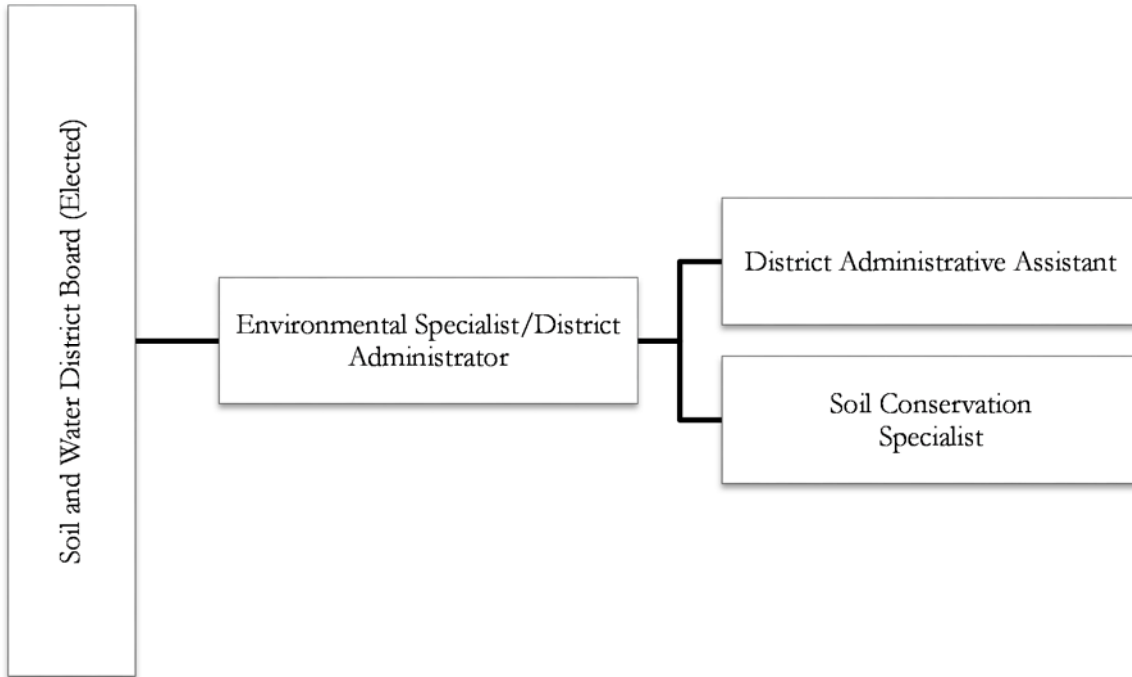 Soil and Water District Board (Elected)
Environmental Specialist/District
Administrator
District Administrative Assistant
Soil Conservation
Specialist